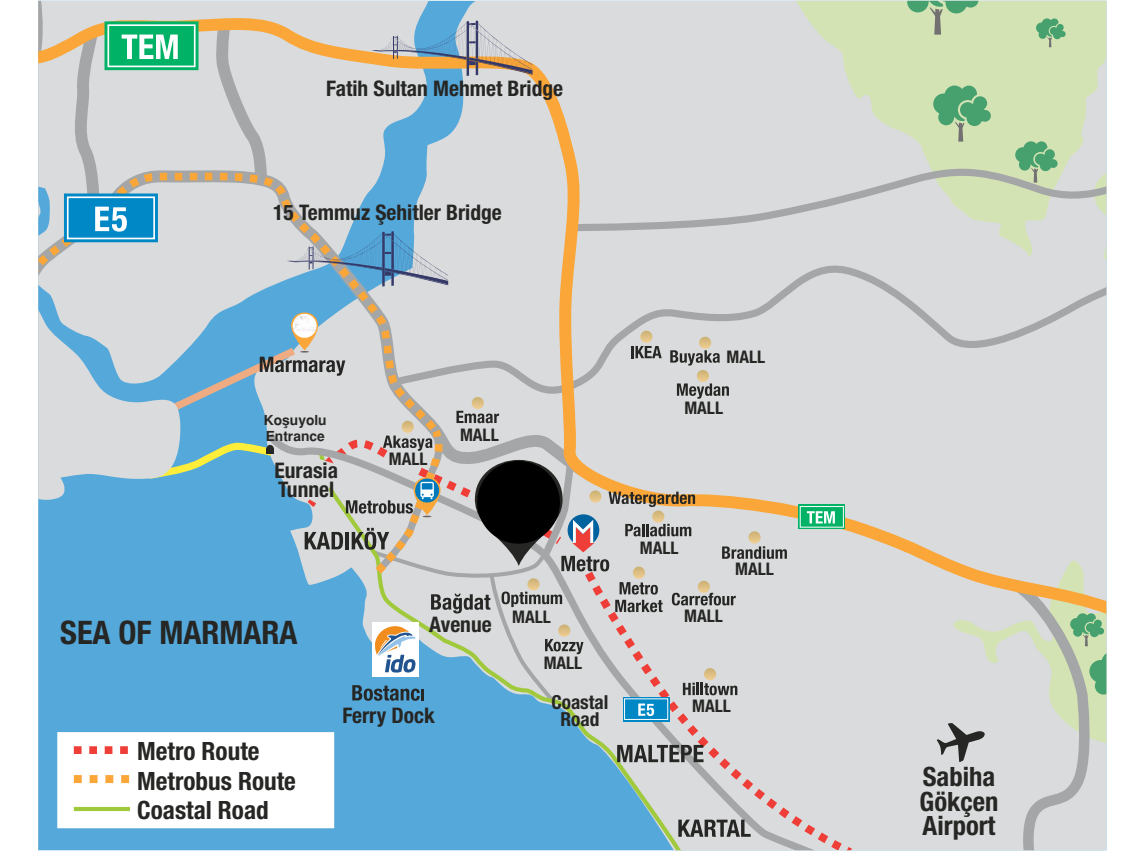 TEM
Fatih Sultan Mehmet Bridge
E5
15 Temmuz Şehitler Bridge
Marmaray
IKEA
Buyaka MALL
Meydan
MALL
Emaar
MALL
Koşuyolu
Entrance
Akasya
MALL
Eurasia
Tunnel
Metrobus
Watergarden
TEM
KADIKÖY
M
Metro
Palladium
MALL
Brandium
MALL
Metro
Market
Carrefour
MALL
Bağdat
Avenue
Optimum
MALL
SEA OF MARMARA
Kozzy
MALL
ido
Bostancı
Ferry Dock
Coastal
Road
E5
Hilltown
MALL
MALTEPE
Sabiha
Gökçen
Airport
KARTAL
Metro Route
Metrobus Route
Coastal Road